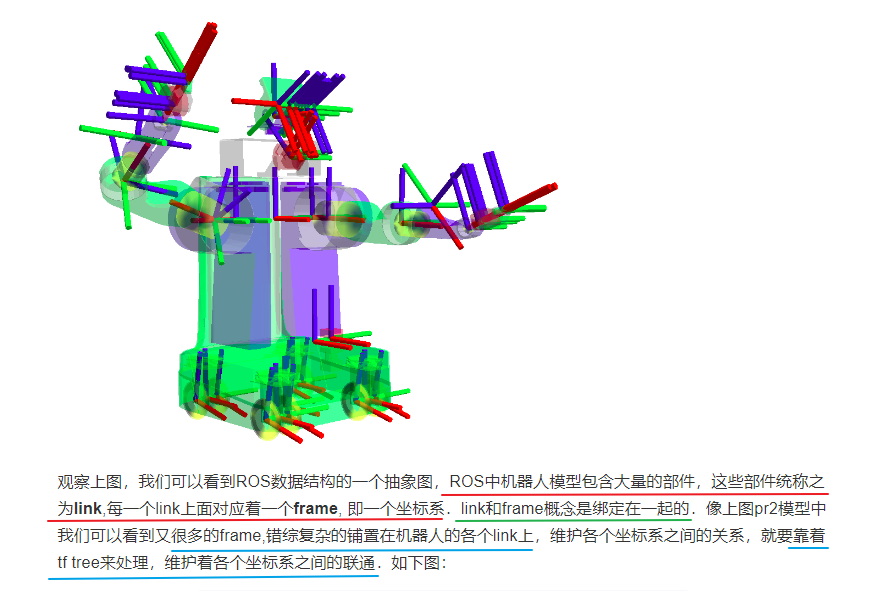 观察上图，我们可以看到ROS数据结构的一个抽象图，ROS中机器人模型包含大量的部件，这些部件统称之
为link,每一个link上面对应着一个frame, 即一个坐标系. link和frame概念是绑定在一起的. 像上图pr2模型中
我们可以看到又很多的frame,错综复杂的铺置在机器人的各个link上，维护各个坐标系之间的关系，就要靠着
tf tree来处理，维护着各个坐标系之间的联通. 如下图：